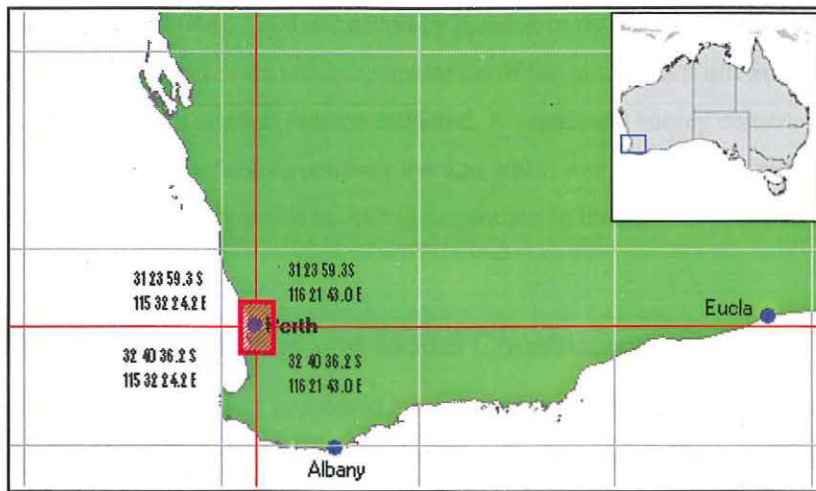 31 23 59.3 S
115 32 24.2 E
31 23 59.3 S
116 21 43.0 E
Perth
Eucla
32 40 36.2 S
115 32 24.2 E
32 40 36.2 S
116 21 43.0 E
Albany